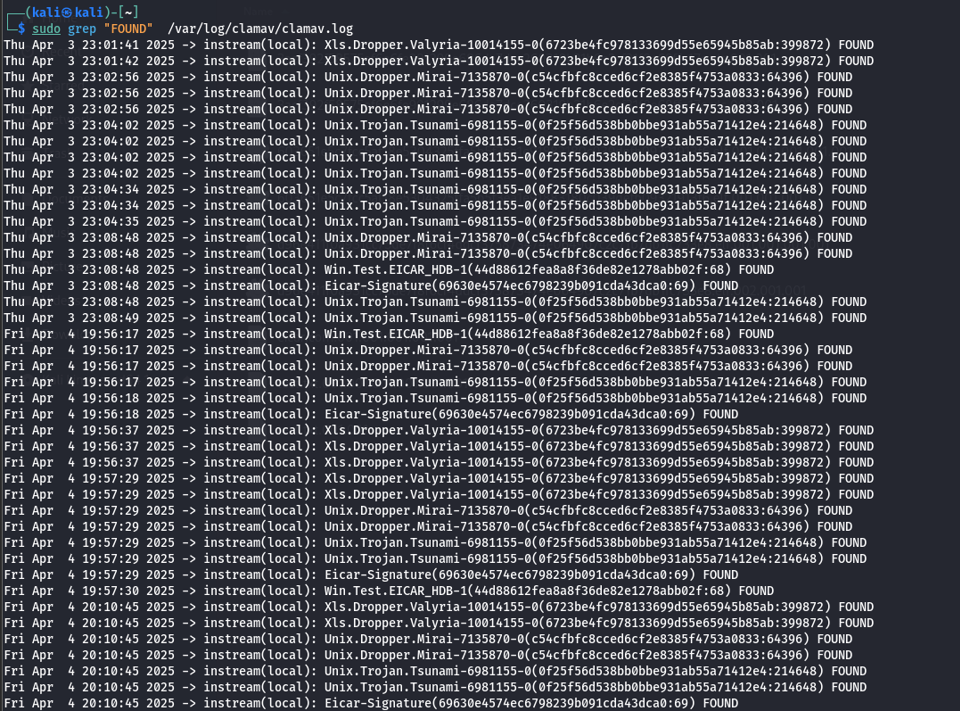 ┌──(kali㉿kali)-[~]
└─$ sudo grep "FOUND"  /var/log/clamav/clamav.log
Thu Apr  3 23:01:41 2025 -> instream(local): Xls.Dropper.Valyria-10014155-0(6723be4fc978133699d55e65945b85ab:399872) FOUND
Thu Apr  3 23:01:42 2025 -> instream(local): Xls.Dropper.Valyria-10014155-0(6723be4fc978133699d55e65945b85ab:399872) FOUND
Thu Apr  3 23:02:56 2025 -> instream(local): Unix.Dropper.Mirai-7135870-0(c54cfbfc8cced6cf2e8385f4753a0833:64396) FOUND
Thu Apr  3 23:02:56 2025 -> instream(local): Unix.Dropper.Mirai-7135870-0(c54cfbfc8cced6cf2e8385f4753a0833:64396) FOUND
Thu Apr  3 23:02:56 2025 -> instream(local): Unix.Dropper.Mirai-7135870-0(c54cfbfc8cced6cf2e8385f4753a0833:64396) FOUND
Thu Apr  3 23:04:02 2025 -> instream(local): Unix.Trojan.Tsunami-6981155-0(0f25f56d538bb0bbe931ab55a71412e4:214648) FOUND
Thu Apr  3 23:04:02 2025 -> instream(local): Unix.Trojan.Tsunami-6981155-0(0f25f56d538bb0bbe931ab55a71412e4:214648) FOUND
Thu Apr  3 23:04:02 2025 -> instream(local): Unix.Trojan.Tsunami-6981155-0(0f25f56d538bb0bbe931ab55a71412e4:214648) FOUND
Thu Apr  3 23:04:02 2025 -> instream(local): Unix.Trojan.Tsunami-6981155-0(0f25f56d538bb0bbe931ab55a71412e4:214648) FOUND
Thu Apr  3 23:04:34 2025 -> instream(local): Unix.Trojan.Tsunami-6981155-0(0f25f56d538bb0bbe931ab55a71412e4:214648) FOUND
Thu Apr  3 23:04:34 2025 -> instream(local): Unix.Trojan.Tsunami-6981155-0(0f25f56d538bb0bbe931ab55a71412e4:214648) FOUND
Thu Apr  3 23:04:35 2025 -> instream(local): Unix.Trojan.Tsunami-6981155-0(0f25f56d538bb0bbe931ab55a71412e4:214648) FOUND
Thu Apr  3 23:08:48 2025 -> instream(local): Unix.Dropper.Mirai-7135870-0(c54cfbfc8cced6cf2e8385f4753a0833:64396) FOUND
Thu Apr  3 23:08:48 2025 -> instream(local): Unix.Dropper.Mirai-7135870-0(c54cfbfc8cced6cf2e8385f4753a0833:64396) FOUND
Thu Apr  3 23:08:48 2025 -> instream(local): Win.Test.EICAR_HDB-1(44d88612fea8a8f36de82e1278abb02f:68) FOUND
Thu Apr  3 23:08:48 2025 -> instream(local): Eicar-Signature(69630e4574ec6798239b091cda43dca0:69) FOUND
Thu Apr  3 23:08:48 2025 -> instream(local): Unix.Trojan.Tsunami-6981155-0(0f25f56d538bb0bbe931ab55a71412e4:214648) FOUND
Thu Apr  3 23:08:49 2025 -> instream(local): Unix.Trojan.Tsunami-6981155-0(0f25f56d538bb0bbe931ab55a71412e4:214648) FOUND
Fri Apr  4 19:56:17 2025 -> instream(local): Win.Test.EICAR_HDB-1(44d88612fea8a8f36de82e1278abb02f:68) FOUND
Fri Apr  4 19:56:17 2025 -> instream(local): Unix.Dropper.Mirai-7135870-0(c54cfbfc8cced6cf2e8385f4753a0833:64396) FOUND
Fri Apr  4 19:56:17 2025 -> instream(local): Unix.Dropper.Mirai-7135870-0(c54cfbfc8cced6cf2e8385f4753a0833:64396) FOUND
Fri Apr  4 19:56:17 2025 -> instream(local): Unix.Trojan.Tsunami-6981155-0(0f25f56d538bb0bbe931ab55a71412e4:214648) FOUND
Fri Apr  4 19:56:18 2025 -> instream(local): Unix.Trojan.Tsunami-6981155-0(0f25f56d538bb0bbe931ab55a71412e4:214648) FOUND
Fri Apr  4 19:56:18 2025 -> instream(local): Eicar-Signature(69630e4574ec6798239b091cda43dca0:69) FOUND
Fri Apr  4 19:56:37 2025 -> instream(local): Xls.Dropper.Valyria-10014155-0(6723be4fc978133699d55e65945b85ab:399872) FOUND
Fri Apr  4 19:56:37 2025 -> instream(local): Xls.Dropper.Valyria-10014155-0(6723be4fc978133699d55e65945b85ab:399872) FOUND
Fri Apr  4 19:56:37 2025 -> instream(local): Xls.Dropper.Valyria-10014155-0(6723be4fc978133699d55e65945b85ab:399872) FOUND
Fri Apr  4 19:57:29 2025 -> instream(local): Xls.Dropper.Valyria-10014155-0(6723be4fc978133699d55e65945b85ab:399872) FOUND
Fri Apr  4 19:57:29 2025 -> instream(local): Xls.Dropper.Valyria-10014155-0(6723be4fc978133699d55e65945b85ab:399872) FOUND
Fri Apr  4 19:57:29 2025 -> instream(local): Unix.Dropper.Mirai-7135870-0(c54cfbfc8cced6cf2e8385f4753a0833:64396) FOUND
Fri Apr  4 19:57:29 2025 -> instream(local): Unix.Dropper.Mirai-7135870-0(c54cfbfc8cced6cf2e8385f4753a0833:64396) FOUND
Fri Apr  4 19:57:29 2025 -> instream(local): Unix.Trojan.Tsunami-6981155-0(0f25f56d538bb0bbe931ab55a71412e4:214648) FOUND
Fri Apr  4 19:57:29 2025 -> instream(local): Unix.Trojan.Tsunami-6981155-0(0f25f56d538bb0bbe931ab55a71412e4:214648) FOUND
Fri Apr  4 19:57:29 2025 -> instream(local): Eicar-Signature(69630e4574ec6798239b091cda43dca0:69) FOUND
Fri Apr  4 19:57:30 2025 -> instream(local): Win.Test.EICAR_HDB-1(44d88612fea8a8f36de82e1278abb02f:68) FOUND
Fri Apr  4 20:10:45 2025 -> instream(local): Xls.Dropper.Valyria-10014155-0(6723be4fc978133699d55e65945b85ab:399872) FOUND
Fri Apr  4 20:10:45 2025 -> instream(local): Xls.Dropper.Valyria-10014155-0(6723be4fc978133699d55e65945b85ab:399872) FOUND
Fri Apr  4 20:10:45 2025 -> instream(local): Unix.Dropper.Mirai-7135870-0(c54cfbfc8cced6cf2e8385f4753a0833:64396) FOUND
Fri Apr  4 20:10:45 2025 -> instream(local): Unix.Dropper.Mirai-7135870-0(c54cfbfc8cced6cf2e8385f4753a0833:64396) FOUND
Fri Apr  4 20:10:45 2025 -> instream(local): Unix.Trojan.Tsunami-6981155-0(0f25f56d538bb0bbe931ab55a71412e4:214648) FOUND
Fri Apr  4 20:10:45 2025 -> instream(local): Unix.Trojan.Tsunami-6981155-0(0f25f56d538bb0bbe931ab55a71412e4:214648) FOUND
Fri Apr  4 20:10:45 2025 -> instream(local): Eicar-Signature(69630e4574ec6798239b091cda43dca0:69) FOUND